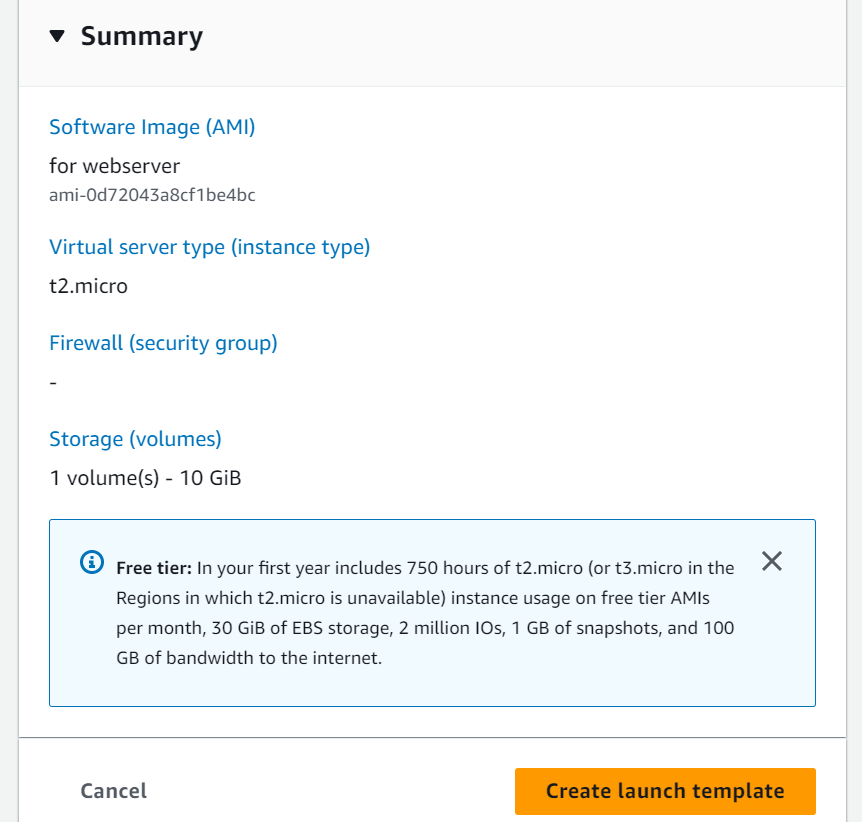 Summary
Software Image (AMI)
for webserver
ami-0d72043a8cf1be4bc
Virtual server type (instance type)
t2.micro
Firewall (security group)
-
Storage (volumes)
1 volume(s) - 10 GiB
Free tier: In your first year includes 750 hours of t2.micro (or t3.micro in the
Regions in which t2.micro is unavailable) instance usage on free tier AMIs
per month, 30 GiB of EBS storage, 2 million IOs, 1 GB of snapshots, and 100
GB of bandwidth to the internet.
Cancel
Create launch template